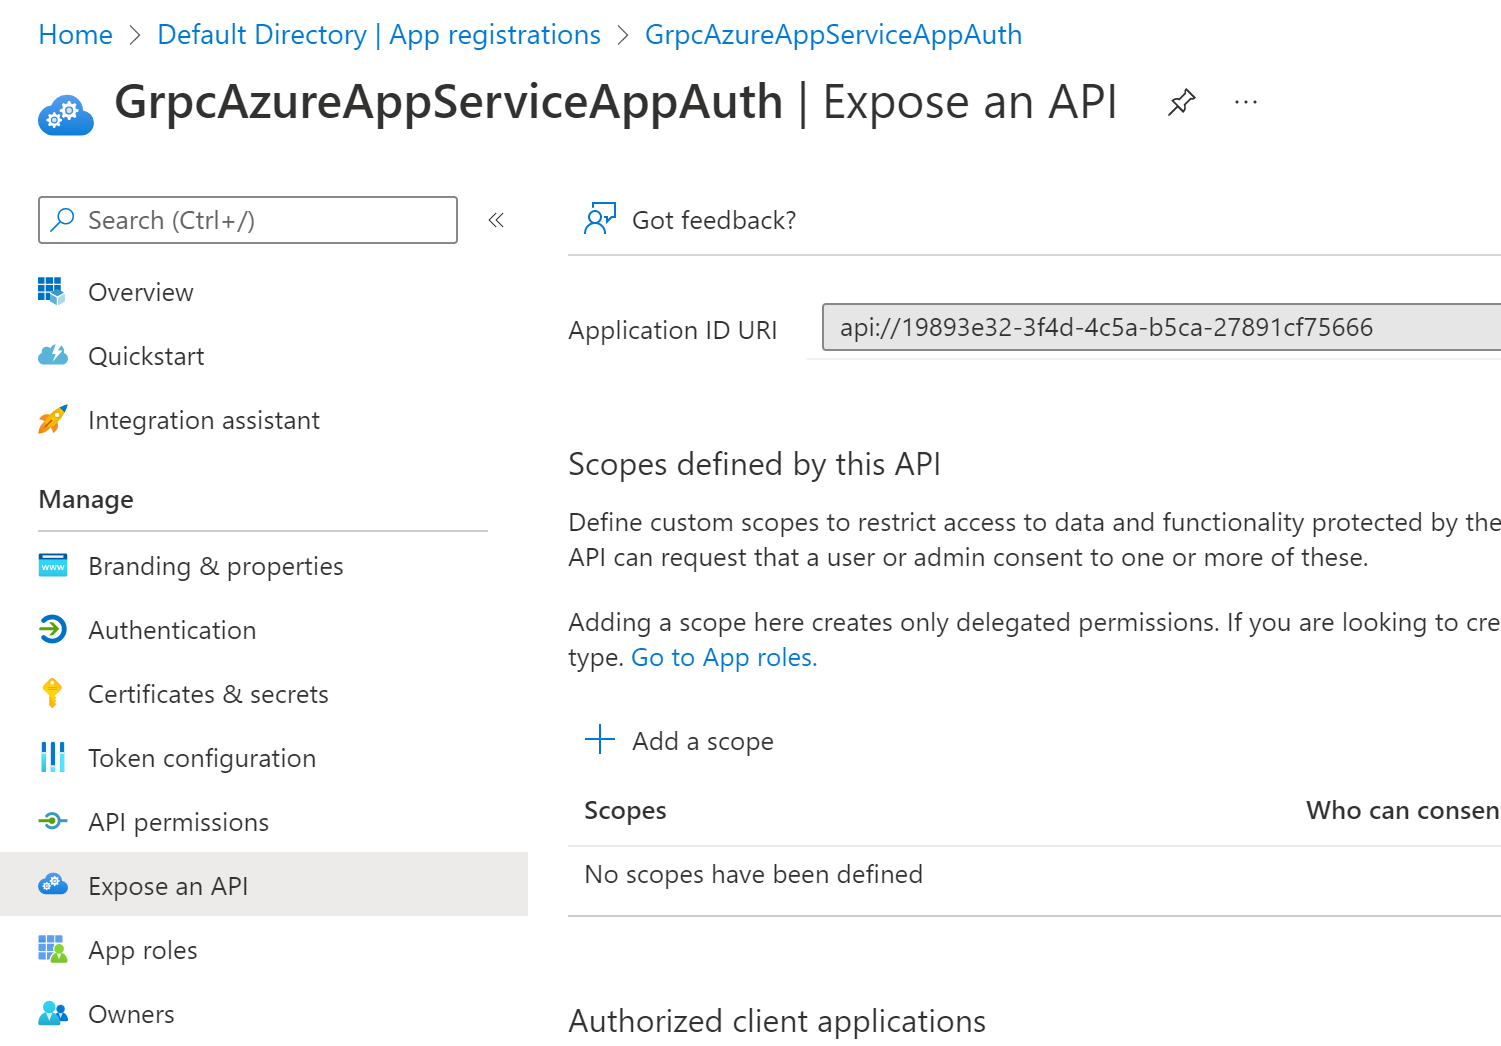 Home > Default Directory | App registrations > GrpcAzureAppServiceAppAuth
GrpcAzureAppServiceAppAuth | Expose an API
Search (Ctrl+/)
Got feedback?
Overview
Quickstart
Integration assistant
Manage
Branding & properties
Authentication
Certificates & secrets
Token configuration
API permissions
Expose an API
App roles
Owners
Application ID URI
api://19893e32-3f4d-4c5a-b5ca-27891cf75666
Scopes defined by this API
Define custom scopes to restrict access to data and functionality protected by the
API can request that a user or admin consent to one or more of these.
Adding a scope here creates only delegated permissions. If you are looking to cre
type. Go to App roles.
Add a scope
Scopes Who can consen
No scopes have been defined
Authorized client applications